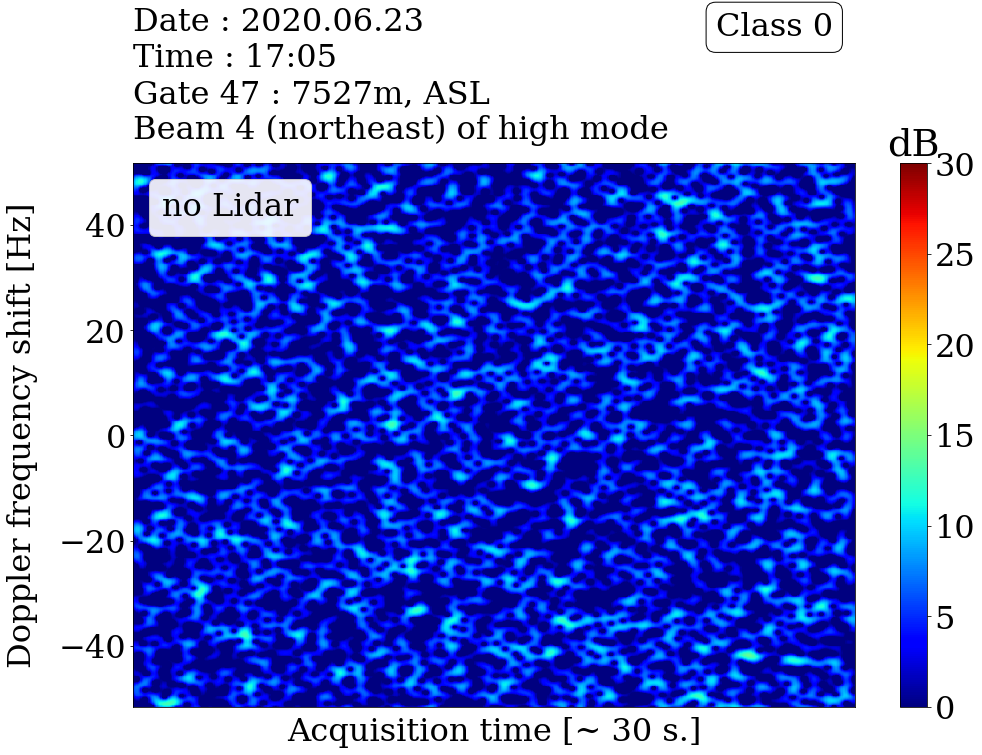 Date : 2020.06.23
Time : 17:05
Gate 47 : 7527m, ASL
Beam 4 (northeast) of high mode
Class 0
dB
no Lidar
Doppler frequency shift [Hz]
40
20
0
−20
−40
30
25
20
15
10
5
0
Acquisition time [~ 30 s.]